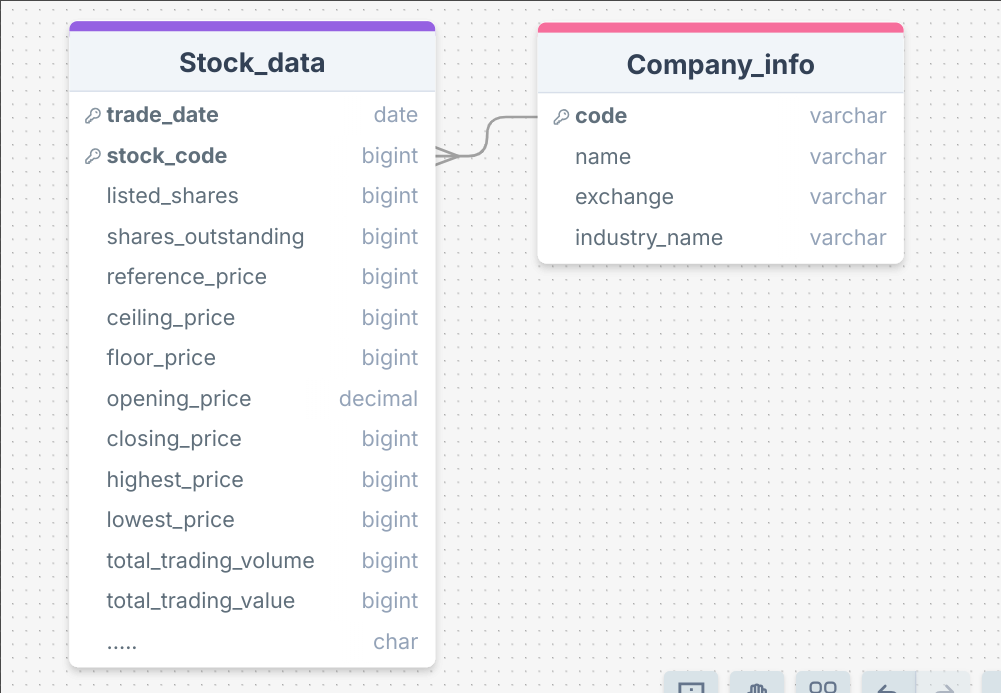 Stock_data
trade_date date
stock_code bigint
listed_shares bigint
shares_outstanding bigint
reference_price bigint
ceiling_price bigint
floor_price bigint
opening_price decimal
closing_price bigint
highest_price bigint
lowest_price bigint
total_trading_volume bigint
total_trading_value bigint
..... char
Company_info
code varchar
name varchar
exchange varchar
industry_name varchar